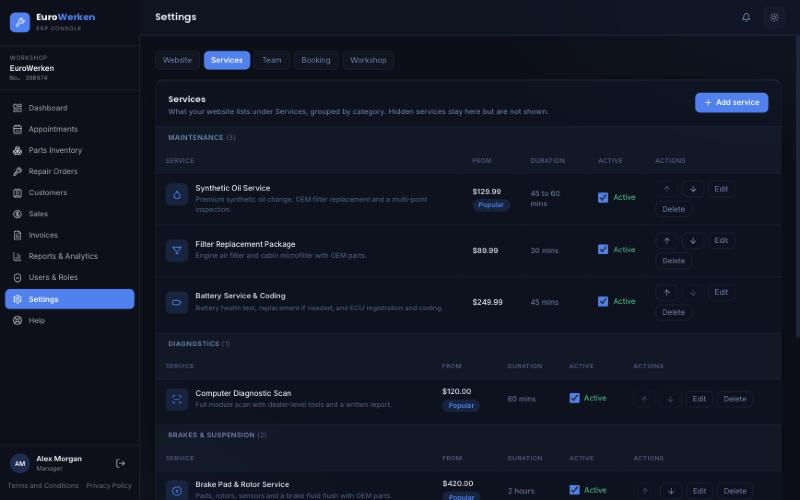 EuroWerken
ERP CONSOLE
WORKSHOP
EuroWerken
No. 390974
Dashboard
Appointments
Parts Inventory
Repair Orders
Customers
Sales
Invoices
Reports & Analytics
Users & Roles
Settings
Help
AM
Alex Morgan
Manager
Terms and Conditions Privacy Policy
Settings
Website Services Team Booking Workshop
Services
What your website lists under Services, grouped by category. Hidden services stay here but are not shown.
Add service
MAINTENANCE (3)
SERVICE FROM DURATION ACTIVE ACTIONS
Synthetic Oil Service
Premium synthetic oil change, OEM filter replacement and a multi-point
inspection.
$129.99
Popular
45 to 60
mins
Active
↑ ↓ Edit
Delete
Filter Replacement Package
Engine air filter and cabin microfilter with OEM parts.
$89.99
30 mins
Active
↑ ↓ Edit
Delete
Battery Service & Coding
Battery health test, replacement if needed, and ECU registration and coding.
$249.99
45 mins
Active
↑ ↓ Edit
Delete
DIAGNOSTICS (1)
SERVICE FROM DURATION ACTIVE ACTIONS
Computer Diagnostic Scan
Full module scan with dealer-level tools and a written report.
$120.00
Popular
60 mins
Active
↑ ↓ Edit Delete
BRAKES & SUSPENSION (2)
SERVICE FROM DURATION ACTIVE ACTIONS
Brake Pad & Rotor Service
Pads, rotors, sensors and a brake fluid flush with OEM parts.
$420.00
Popular
2 hours
Active
↑ ↓ Edit Delete